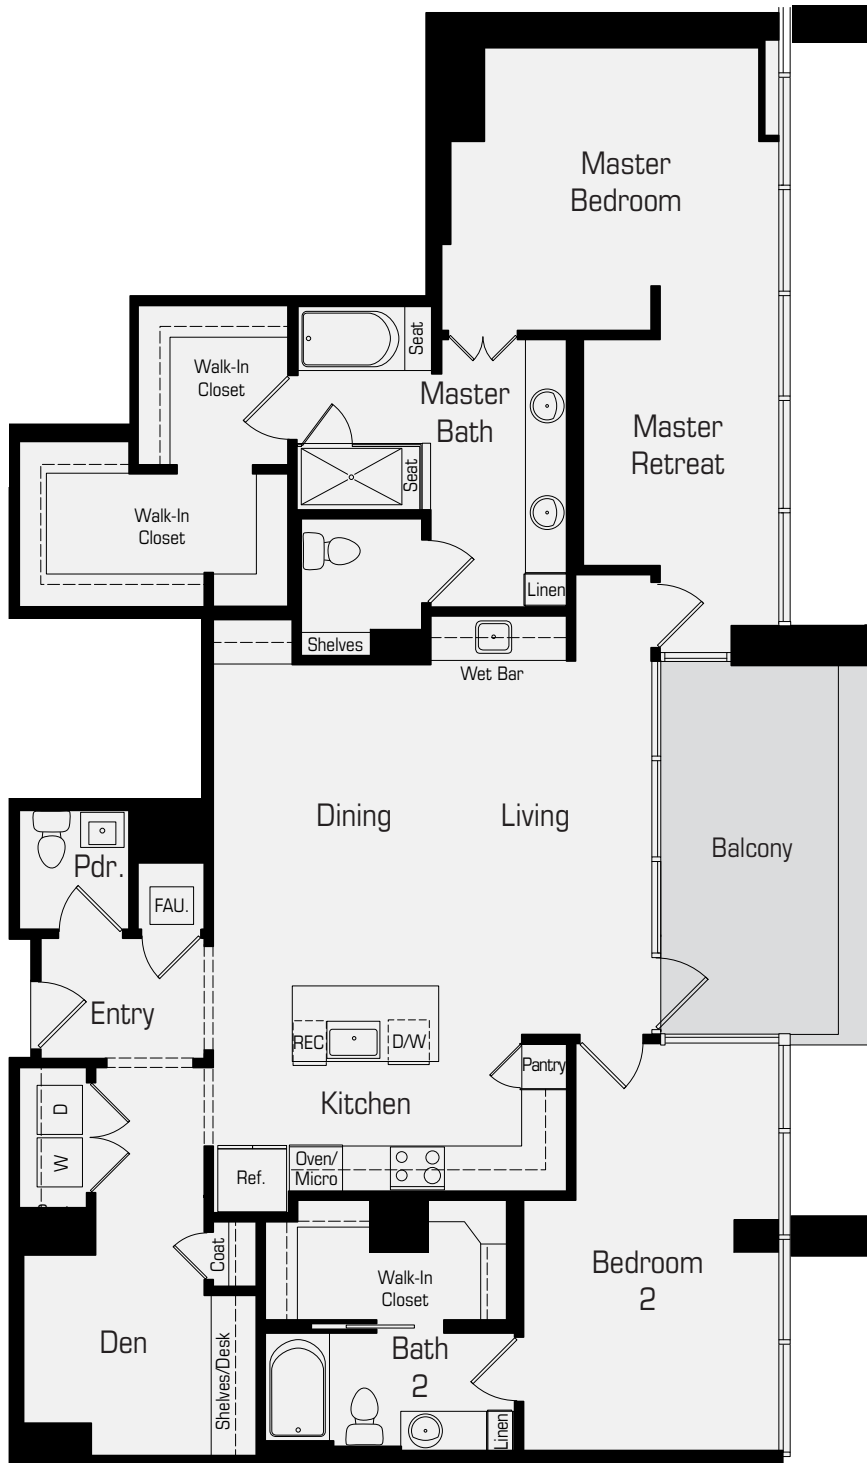 Master
Bedroom
Walk-In
Closet
Seat
Master
Bath
Master
Retreat
Seat
Walk-In
Closet
Linen
Shelves
Wet Bar
Dining
Living
Balcony
Pdr.
FAU.
Entry
REC
D/W
Pantry
Kitchen
D
W
Oven/
Micro
Ref.
Coat
Walk-In
Closet
Bedroom
2
Den
Shelves/Desk
Bath
2
Linen